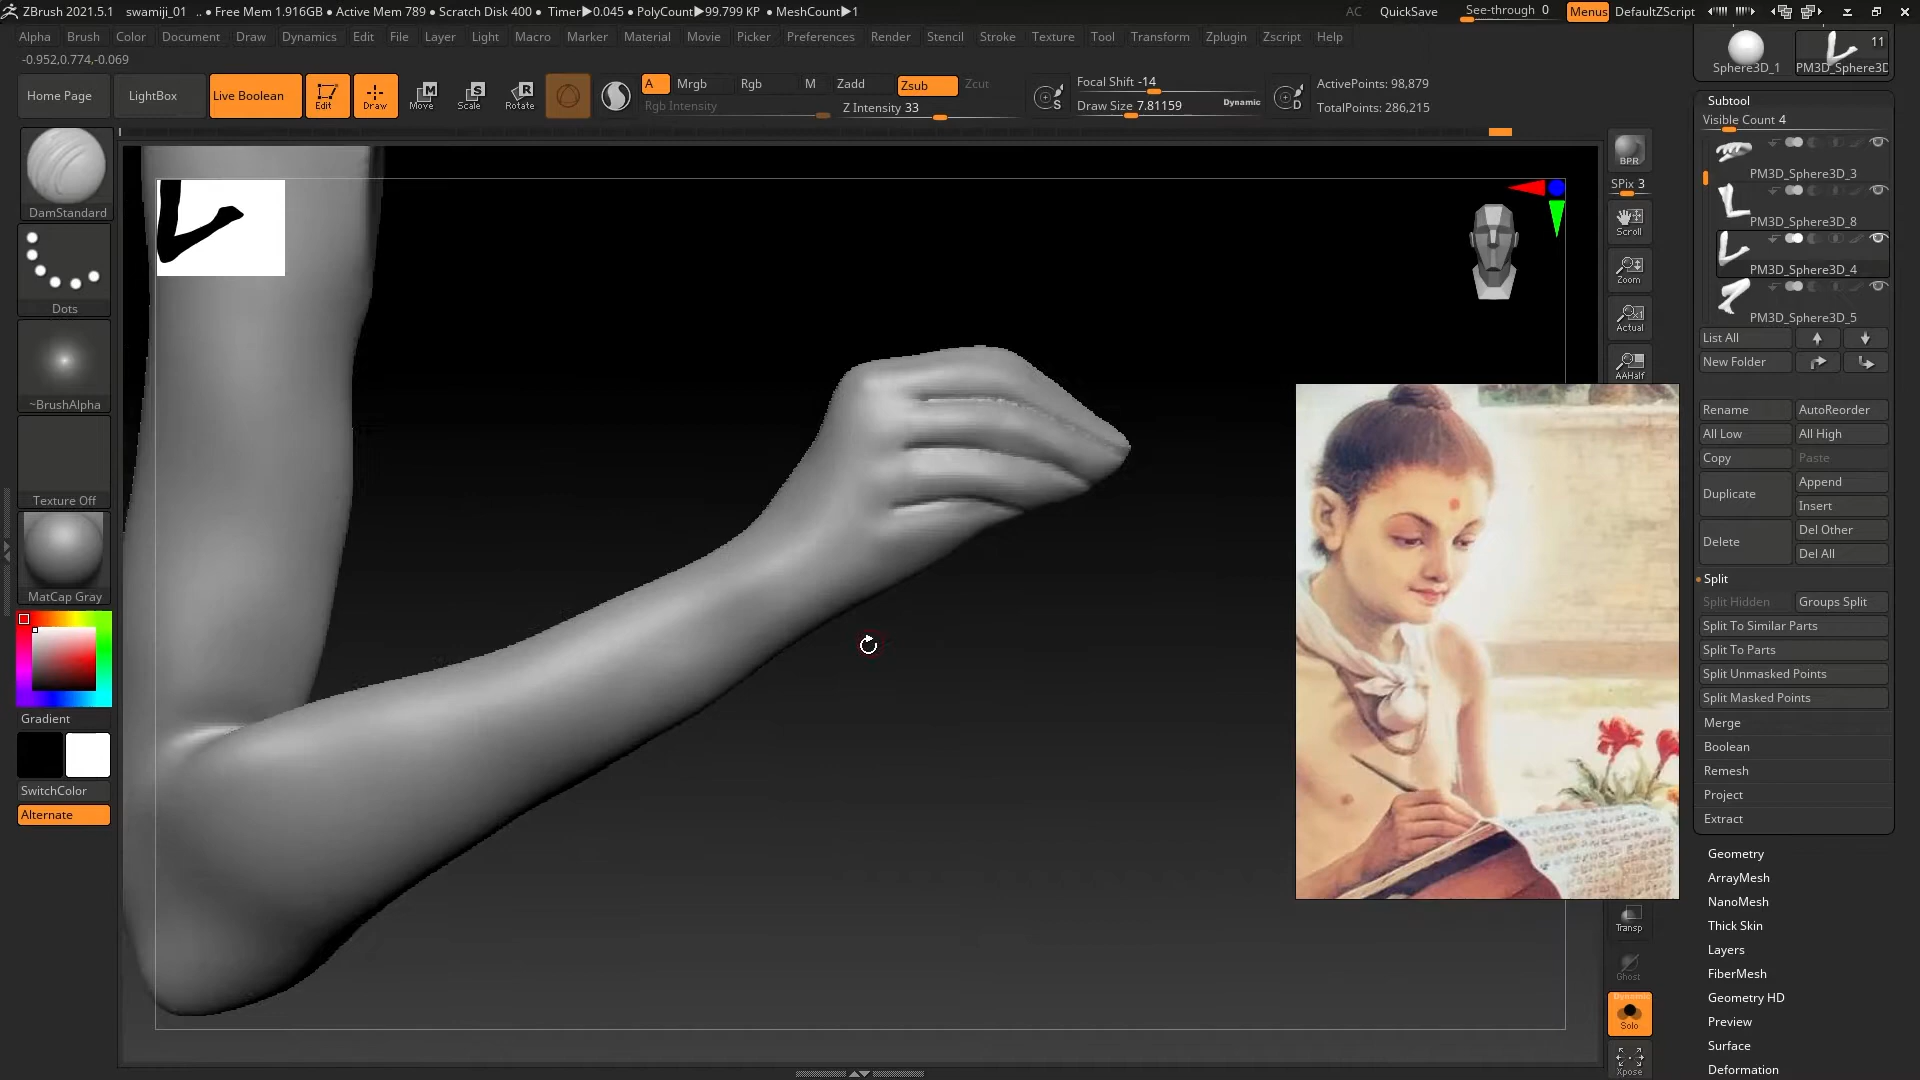 ZBrush 2021.5.1 swamiji_01 .. • Free Mem 1.916GB • Active Mem 789 • Scratch Disk 400 • Timer▶0.045 • PolyCount▶99.799 KP • MeshCount▶1 AC QuickSave See-through 0 Menus DefaultZScript
Alpha Brush Color Document Draw Dynamics Edit File Layer Light Macro Marker Material Movie Picker Preferences Render Stencil Stroke Texture Tool Transform Zplugin Zscript Help
-0.952,0.774,-0.069
Home Page LightBox Live Boolean Edit Draw Move Scale Rotate
A Mrgb Rgb M Zadd Zsub Zcut
Rgb Intensity Z Intensity 33
Focal Shift -14
Draw Size 7.81159 Dynamic
ActivePoints: 98,879
TotalPoints: 286,215
DamStandard
Dots
~BrushAlpha
Texture Off
MatCap Gray
Gradient
SwitchColor
Alternate
BPR
SPix 3
Scroll
Zoom
Actual
AAHalf
Transp
Ghost
Dynamic
Solo
Xpose
11
Sphere3D_1 PM3D_Sphere3D
Subtool
Visible Count 4
PM3D_Sphere3D_3
PM3D_Sphere3D_8
PM3D_Sphere3D_4
PM3D_Sphere3D_5
List All
New Folder
Rename AutoReorder
All Low All High
Copy Paste
Duplicate Append
Insert
Delete Del Other
Del All
Split
Split Hidden Groups Split
Split To Similar Parts
Split To Parts
Split Unmasked Points
Split Masked Points
Merge
Boolean
Remesh
Project
Extract
Geometry
ArrayMesh
NanoMesh
Thick Skin
Layers
FiberMesh
Geometry HD
Preview
Surface
Deformation